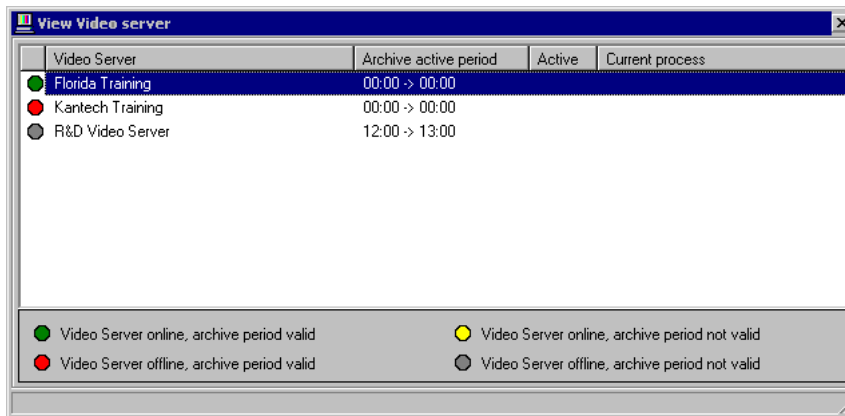 View Video server
Video Server Archive active period Active Current process
Florida Training 00:00 -> 00:00
Kantech Training 00:00 -> 00:00
R&D Video Server 12:00 -> 13:00
Video Server online, archive period valid Video Server online, archive period not valid
Video Server offline, archive period valid Video Server offline, archive period not valid